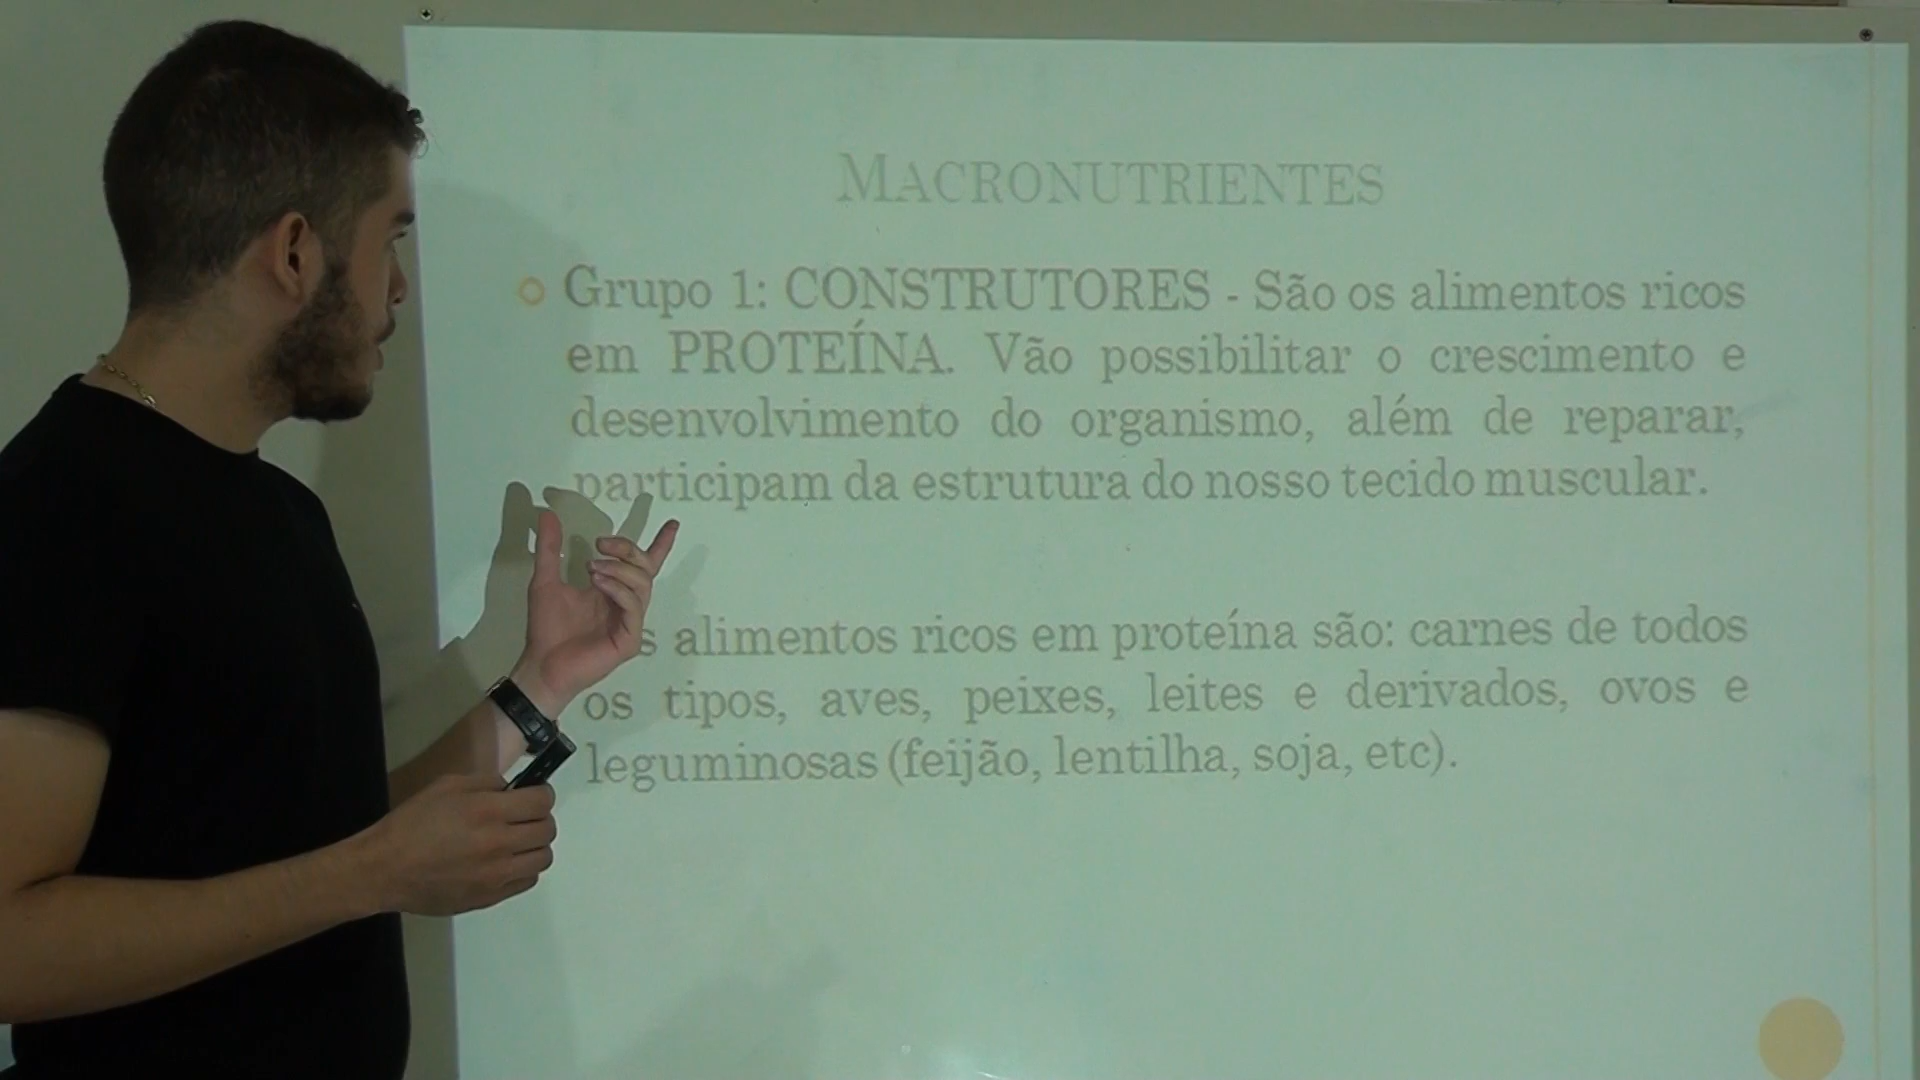 MACRONUTRIENTES
Grupo 1: CONSTRUTORES - São os alimentos ricos
em PROTEÍNA. Vão possibilitar o crescimento e
desenvolvimento do organismo, além de reparar,
participam da estrutura do nosso tecido muscular.
alimentos ricos em proteína são: carnes de todos
os tipos, aves, peixes, leites e derivados, ovos e
leguminosas (feijão, lentilha, soja, etc).